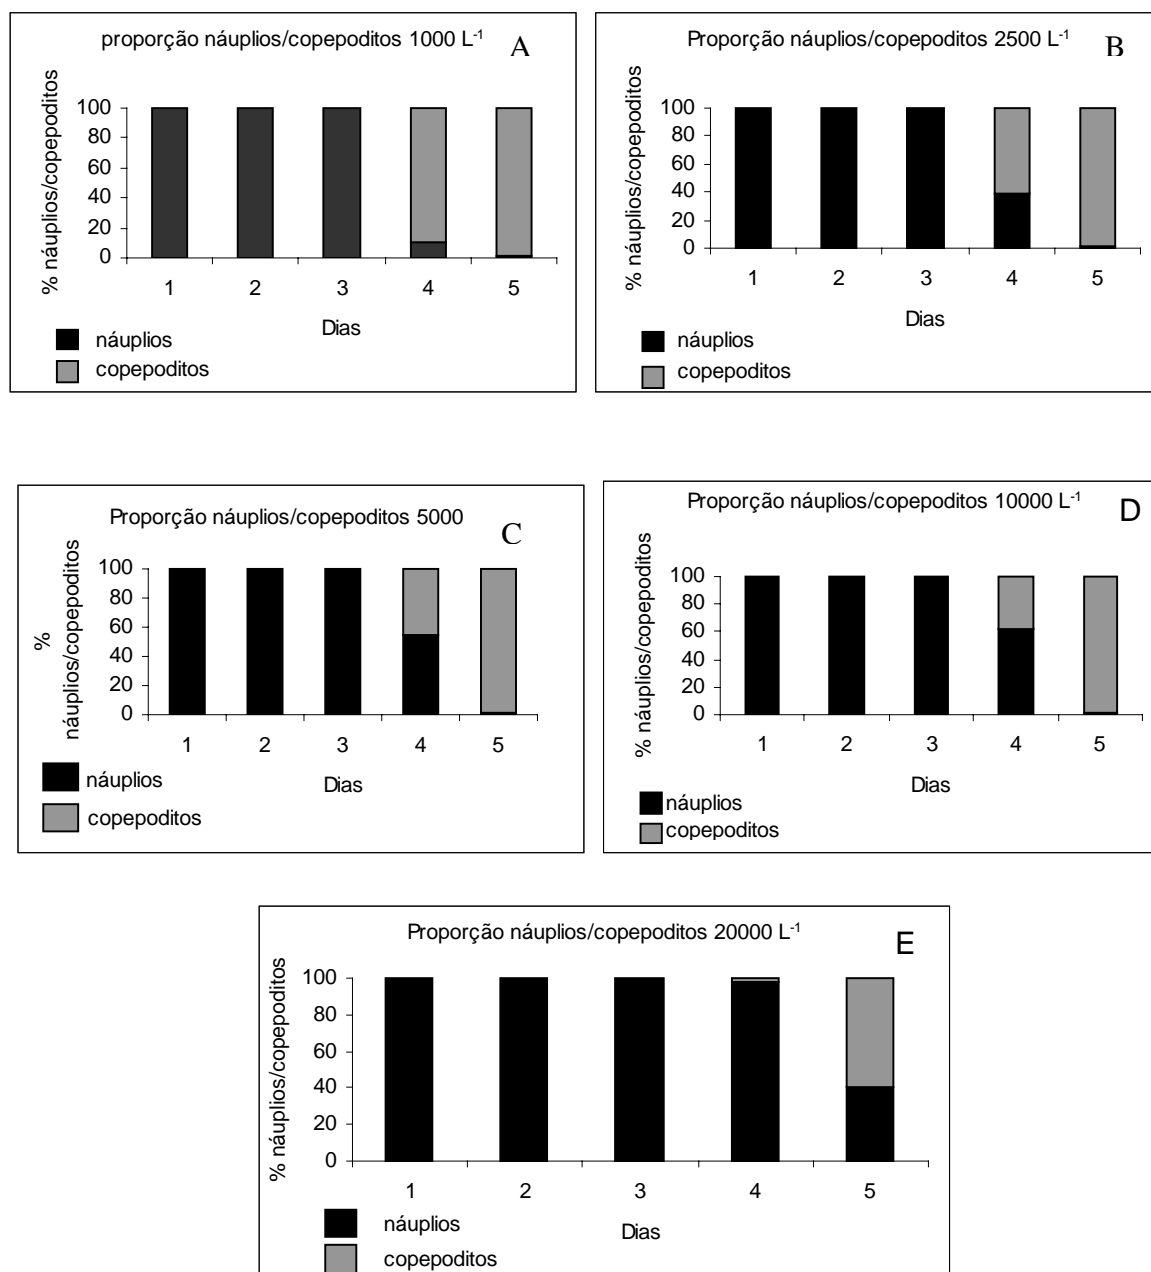 proporção náuplios/copepoditos 1000 L⁻¹
A
% náuplios/copepoditos
100
80
60
40
20
0
1 2 3 4 5
Dias
náuplios
copepoditos
Proporção náuplios/copepoditos 2500 L⁻¹
B
% náuplios/copepoditos
100
80
60
40
20
0
1 2 3 4 5
Dias
náuplios
copepoditos
Proporção náuplios/copepoditos 5000
C
%
náuplios/copepoditos
100
80
60
40
20
0
1 2 3 4 5
Dias
náuplios
copepoditos
Proporção náuplios/copepoditos 10000 L⁻¹
D
% náuplios/copepoditos
100
80
60
40
20
0
1 2 3 4 5
Dias
náuplios
copepoditos
Proporção náuplios/copepoditos 20000 L⁻¹
E
% náuplios/copepoditos
100
80
60
40
20
0
1 2 3 4 5
Dias
náuplios
copepoditos